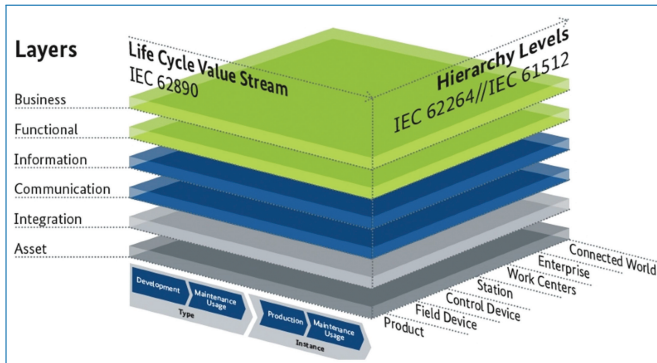 Layers
Life Cycle Value Stream
IEC 62890
Hierarchy Levels
IEC 62264//IEC 61512
Business
Functional
Information
Communication
Integration
Asset
Development
Maintenance
Usage
Type
Production
Maintenance
Usage
Instance
Connected World
Enterprise
Work Centers
Station
Control Device
Field Device
Product